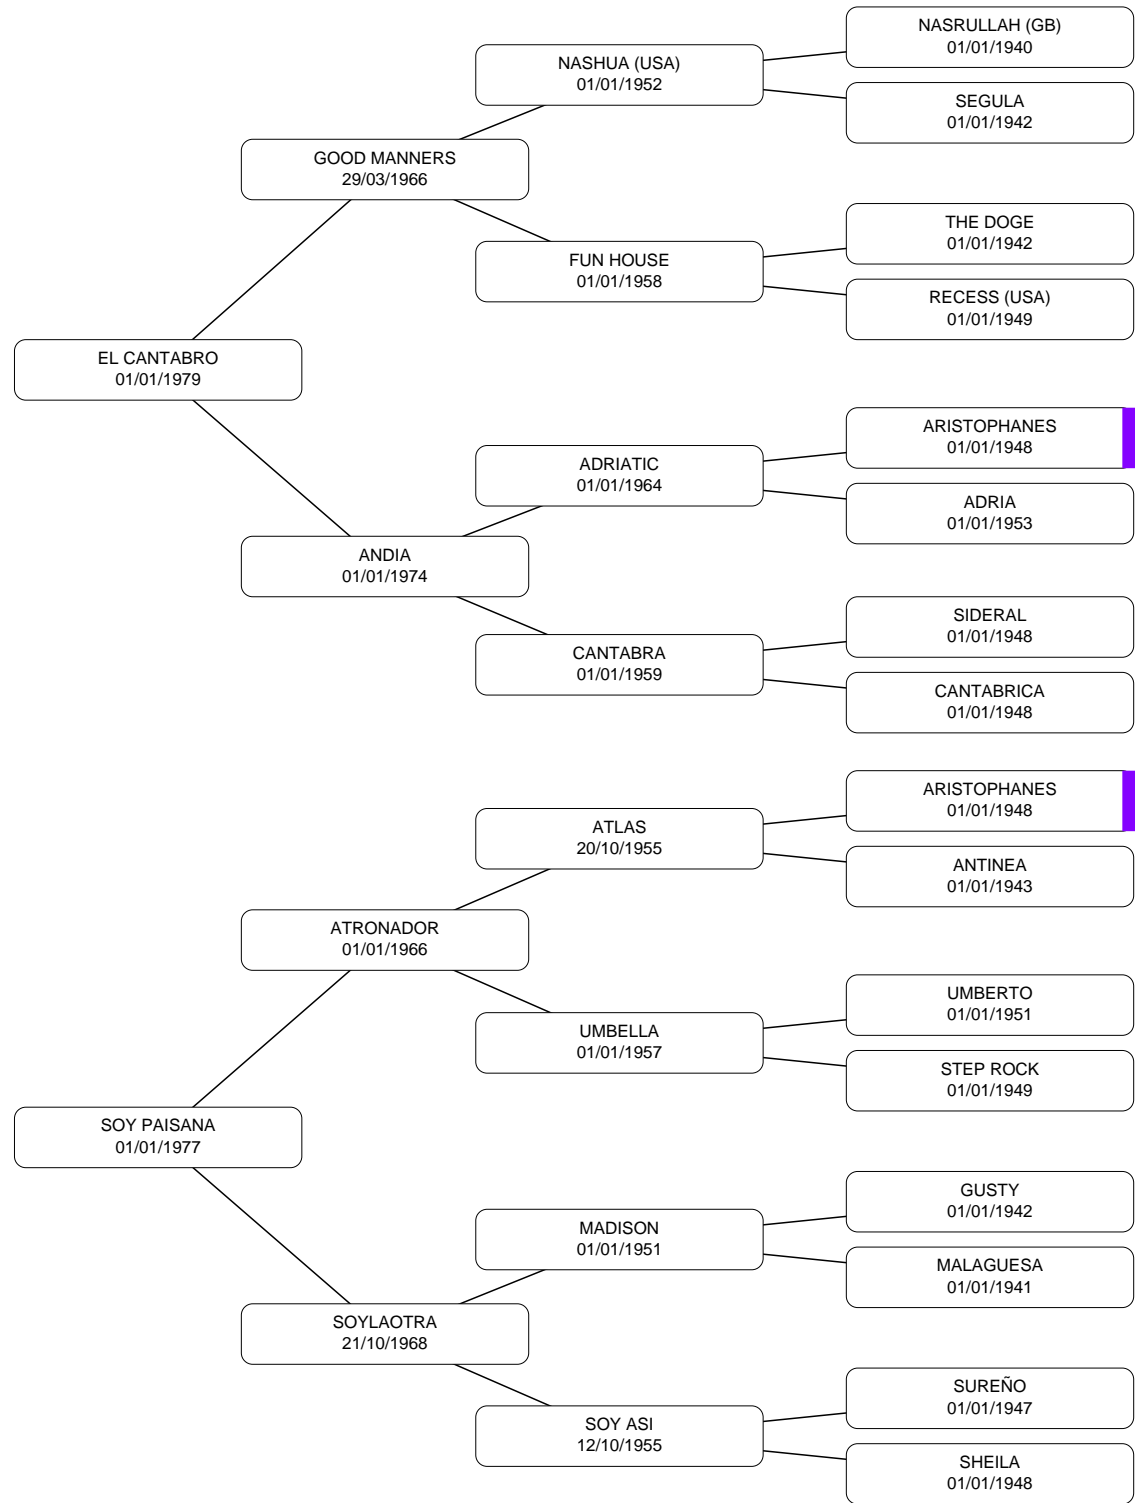 NASRULLAH (GB)
01/01/1940
NASHUA (USA)
01/01/1952
SEGULA
01/01/1942
GOOD MANNERS
29/03/1966
THE DOGE
01/01/1942
FUN HOUSE
01/01/1958
RECESS (USA)
01/01/1949
EL CANTABRO
01/01/1979
ARISTOPHANES
01/01/1948
ADRIATIC
01/01/1964
ADRIA
01/01/1953
ANDIA
01/01/1974
SIDERAL
01/01/1948
CANTABRA
01/01/1959
CANTABRICA
01/01/1948
ARISTOPHANES
01/01/1948
ATLAS
20/10/1955
ANTINEA
01/01/1943
ATRONADOR
01/01/1966
UMBERTO
01/01/1951
UMBELLA
01/01/1957
STEP ROCK
01/01/1949
SOY PAISANA
01/01/1977
GUSTY
01/01/1942
MADISON
01/01/1951
MALAGUESA
01/01/1941
SOYLAOTRA
21/10/1968
SUREÑO
01/01/1947
SOY ASI
12/10/1955
SHEILA
01/01/1948